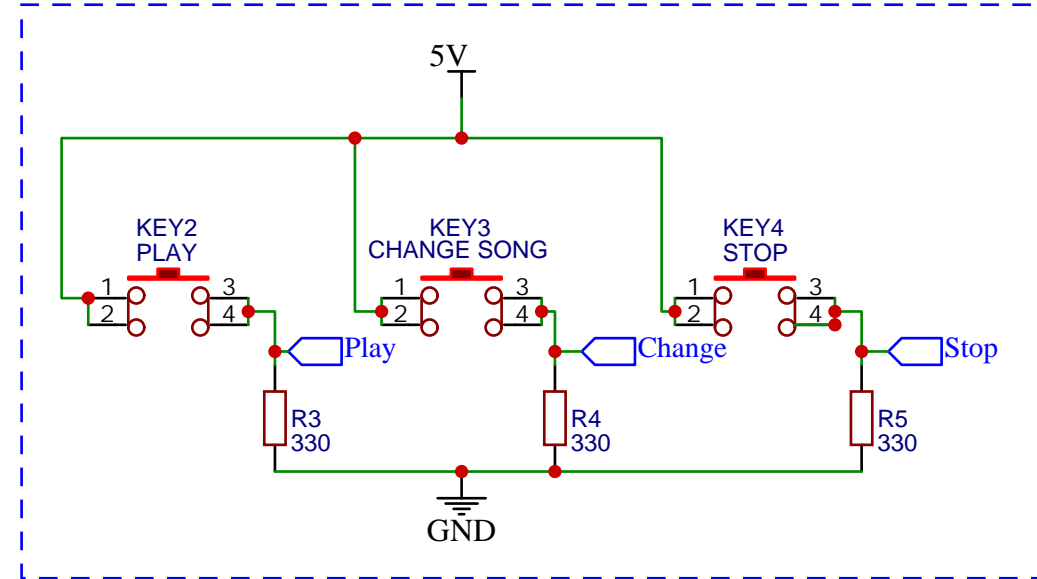 5V
KEY2
PLAY
KEY3
CHANGE SONG
KEY4
STOP
1
2
3
4
1
2
3
4
1
2
3
4
Play
Change
Stop
R3
330
R4
330
R5
330
GND